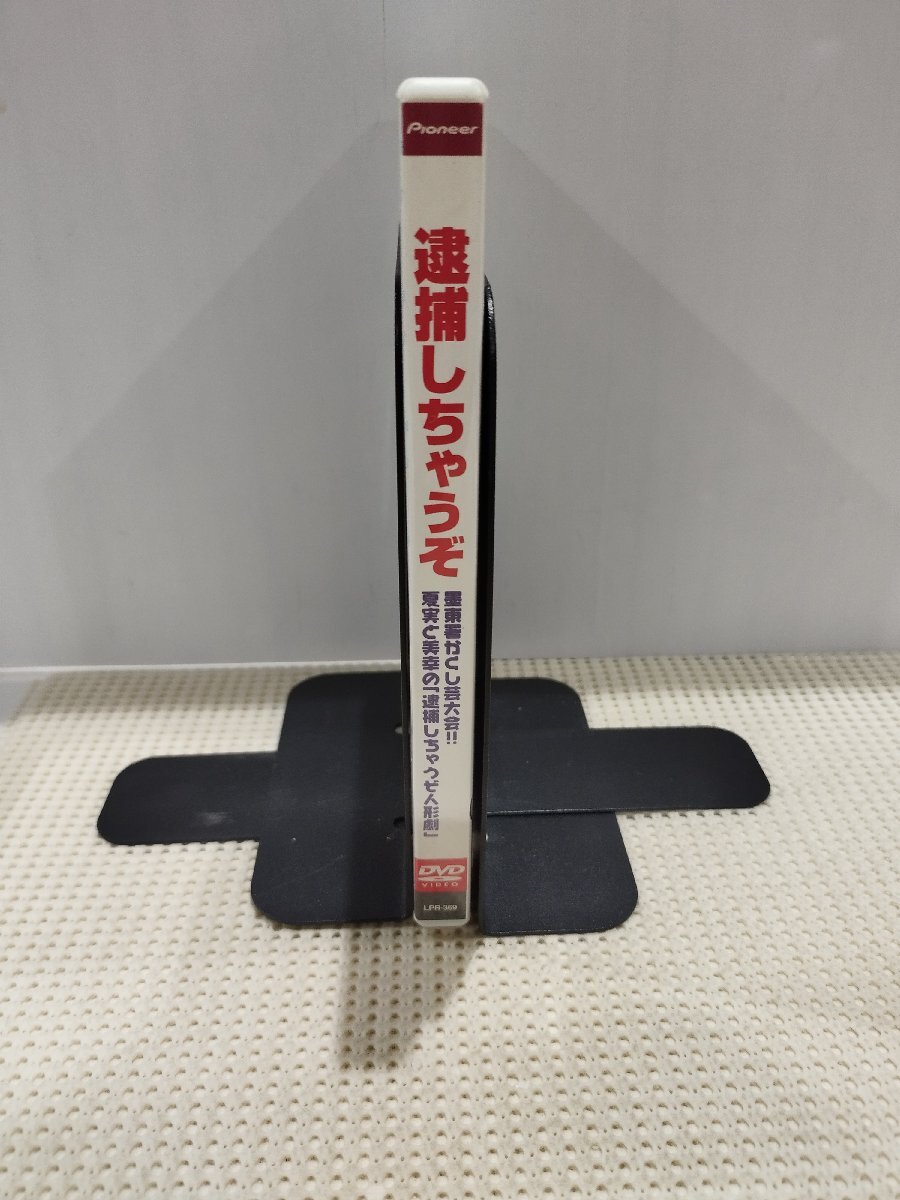 Pioneer
逮捕しちゃうぞ
墨東署かくし芸大会!!
夏実と美幸の「逮捕しちゃうぞ人形劇」
DVD
VIDEO
LPR-369